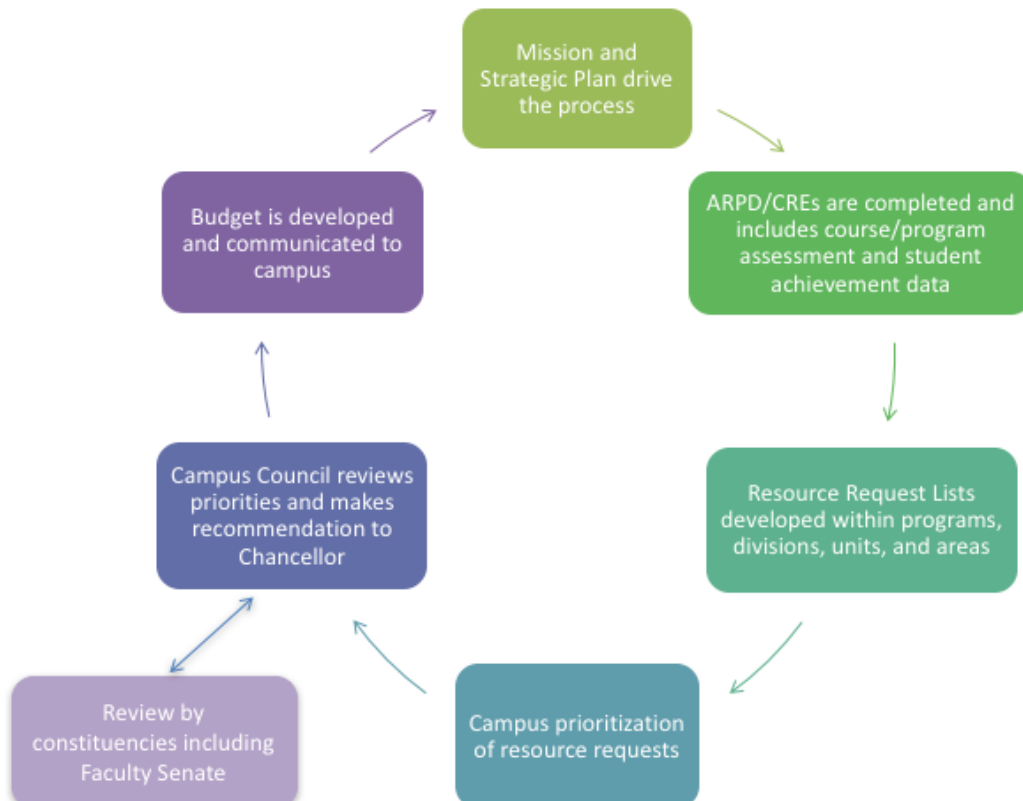 Mission and
Strategic Plan drive
the process
ARPD/CREs are completed and
includes course/program
assessment and student
achievement data
Resource Request Lists
developed within programs,
divisions, units, and areas
Campus prioritization
of resource requests
Campus Council reviews
priorities and makes
recommendation to
Chancellor
Review by
constituencies including
Faculty Senate
Budget is developed
and communicated to
campus